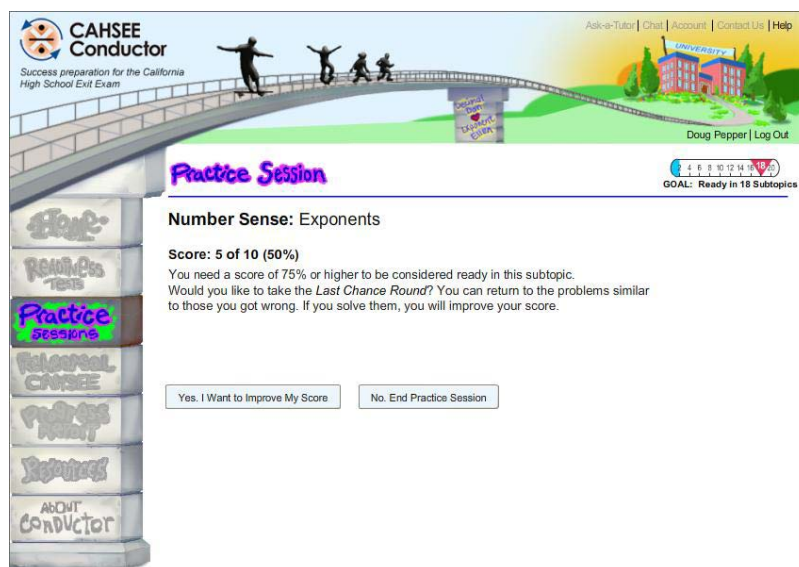 CAHSEE
Conductor
Success preparation for the California
High School Exit Exam
Ask-a-Tutor | Chat | Account | Contact Us | Help
UNIVERSITY
Decimal
Dan
Exponent
Ellen
Doug Pepper | Log Out
Practice Session
2 4 6 8 10 12 14 16 18 20
GOAL: Ready in 18 Subtopics
Number Sense: Exponents
Score: 5 of 10 (50%)
You need a score of 75% or higher to be considered ready in this subtopic.
Would you like to take the Last Chance Round? You can return to the problems similar
to those you got wrong. If you solve them, you will improve your score.
Yes. I Want to Improve My Score
No. End Practice Session
Home
Readiness
Tests
Practice
Sessions
Rehearsal
CAHSEE
Progress
Report
Resources
About
Conductor